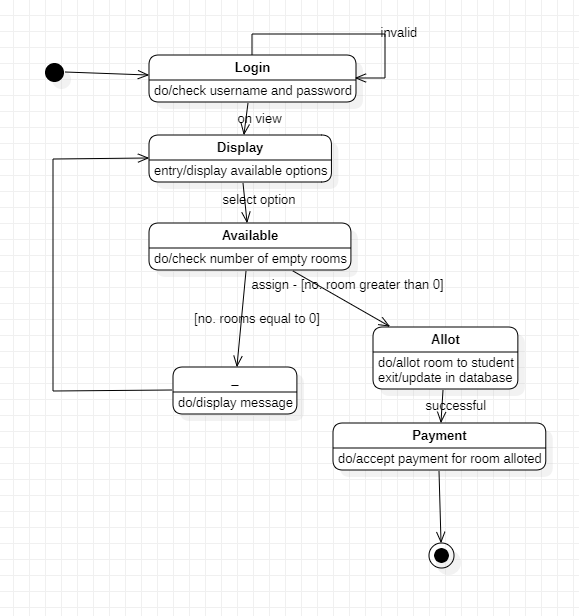 invalid
Login
do/check username and password
on view
Display
entry/display available options
select option
Available
do/check number of empty rooms
assign - [no. room greater than 0]
[no. rooms equal to 0]
Allot
do/allot room to student
exit/update in database
_
do/display message
successful
Payment
do/accept payment for room alloted